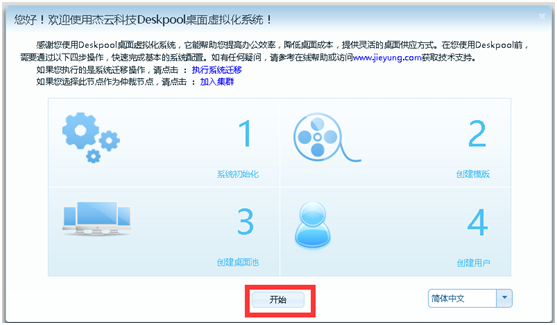 您好！欢迎使用杰云科技Deskpool桌面虚拟化系统！
感谢您使用Deskpool桌面虚拟化系统，它能帮助您提高办公效率，降低桌面成本，提供灵活的桌面供应方式。在您使用Deskpool前，
需要通过以下四步操作，快速完成基本的系统配置。如有任何疑问，请参考在线帮助或访问www.jieyung.com获取技术支持。
如果您执行的是系统迁移操作，请点击 ： 执行系统迁移
如果您选择此节点作为仲裁节点，请点击 ： 加入集群
1
系统初始化
2
创建模板
3
创建桌面池
4
创建用户
开始
简体中文